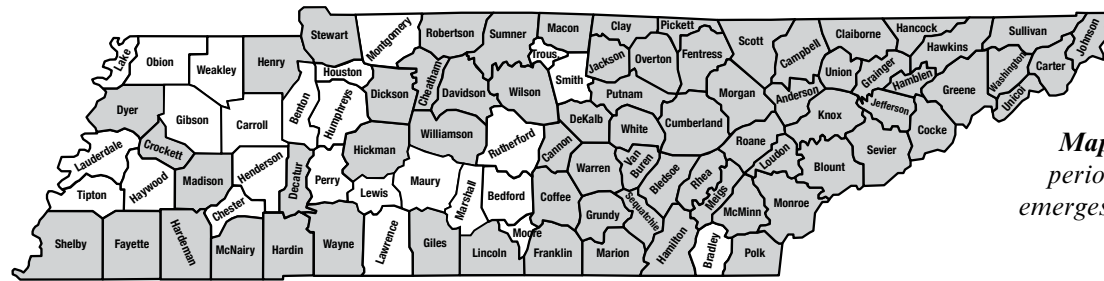 Stewart
Montgomery
Robertson
Sumner
Macon
Clay
Pickett
Scott
Campbell
Claiborne
Hancock
Hawkins
Sullivan
Johnson
Lake
Obion
Weakley
Henry
Houston
Cheatham
Trous
Smith
Jackson
Overton
Fentress
Union
Grainger
Hamblen
Greene
Washington
Unicoi
Carter
Dyer
Gibson
Carroll
Benton
Humphreys
Dickson
Davidson
Wilson
Putnam
Morgan
Anderson
Knox
Jefferson
Cocke
Lauderdale
Crockett
Madison
Henderson
Decatur
Perry
Hickman
Williamson
Rutherford
Cannon
DeKalb
White
Cumberland
Roane
Loudon
Blount
Sevier
Tipton
Haywood
Chester
Lewis
Maury
Marshall
Bedford
Coffee
Warren
Van
Buren
Bledsoe
Rhea
Meigs
McMinn
Monroe
Shelby
Fayette
Hardeman
McNairy
Hardin
Wayne
Lawrence
Giles
Lincoln
Moore
Franklin
Grundy
Sequatchie
Marion
Hamilton
Bradley
Polk
Map
perio
emerges